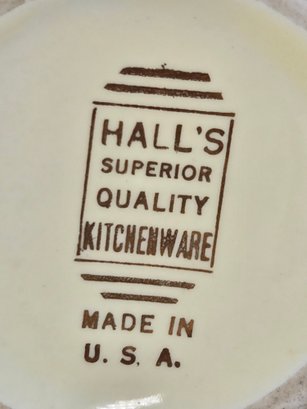 HALL'S
SUPERIOR
QUALITY
KITCHENWARE
MADE IN
U. S. A.